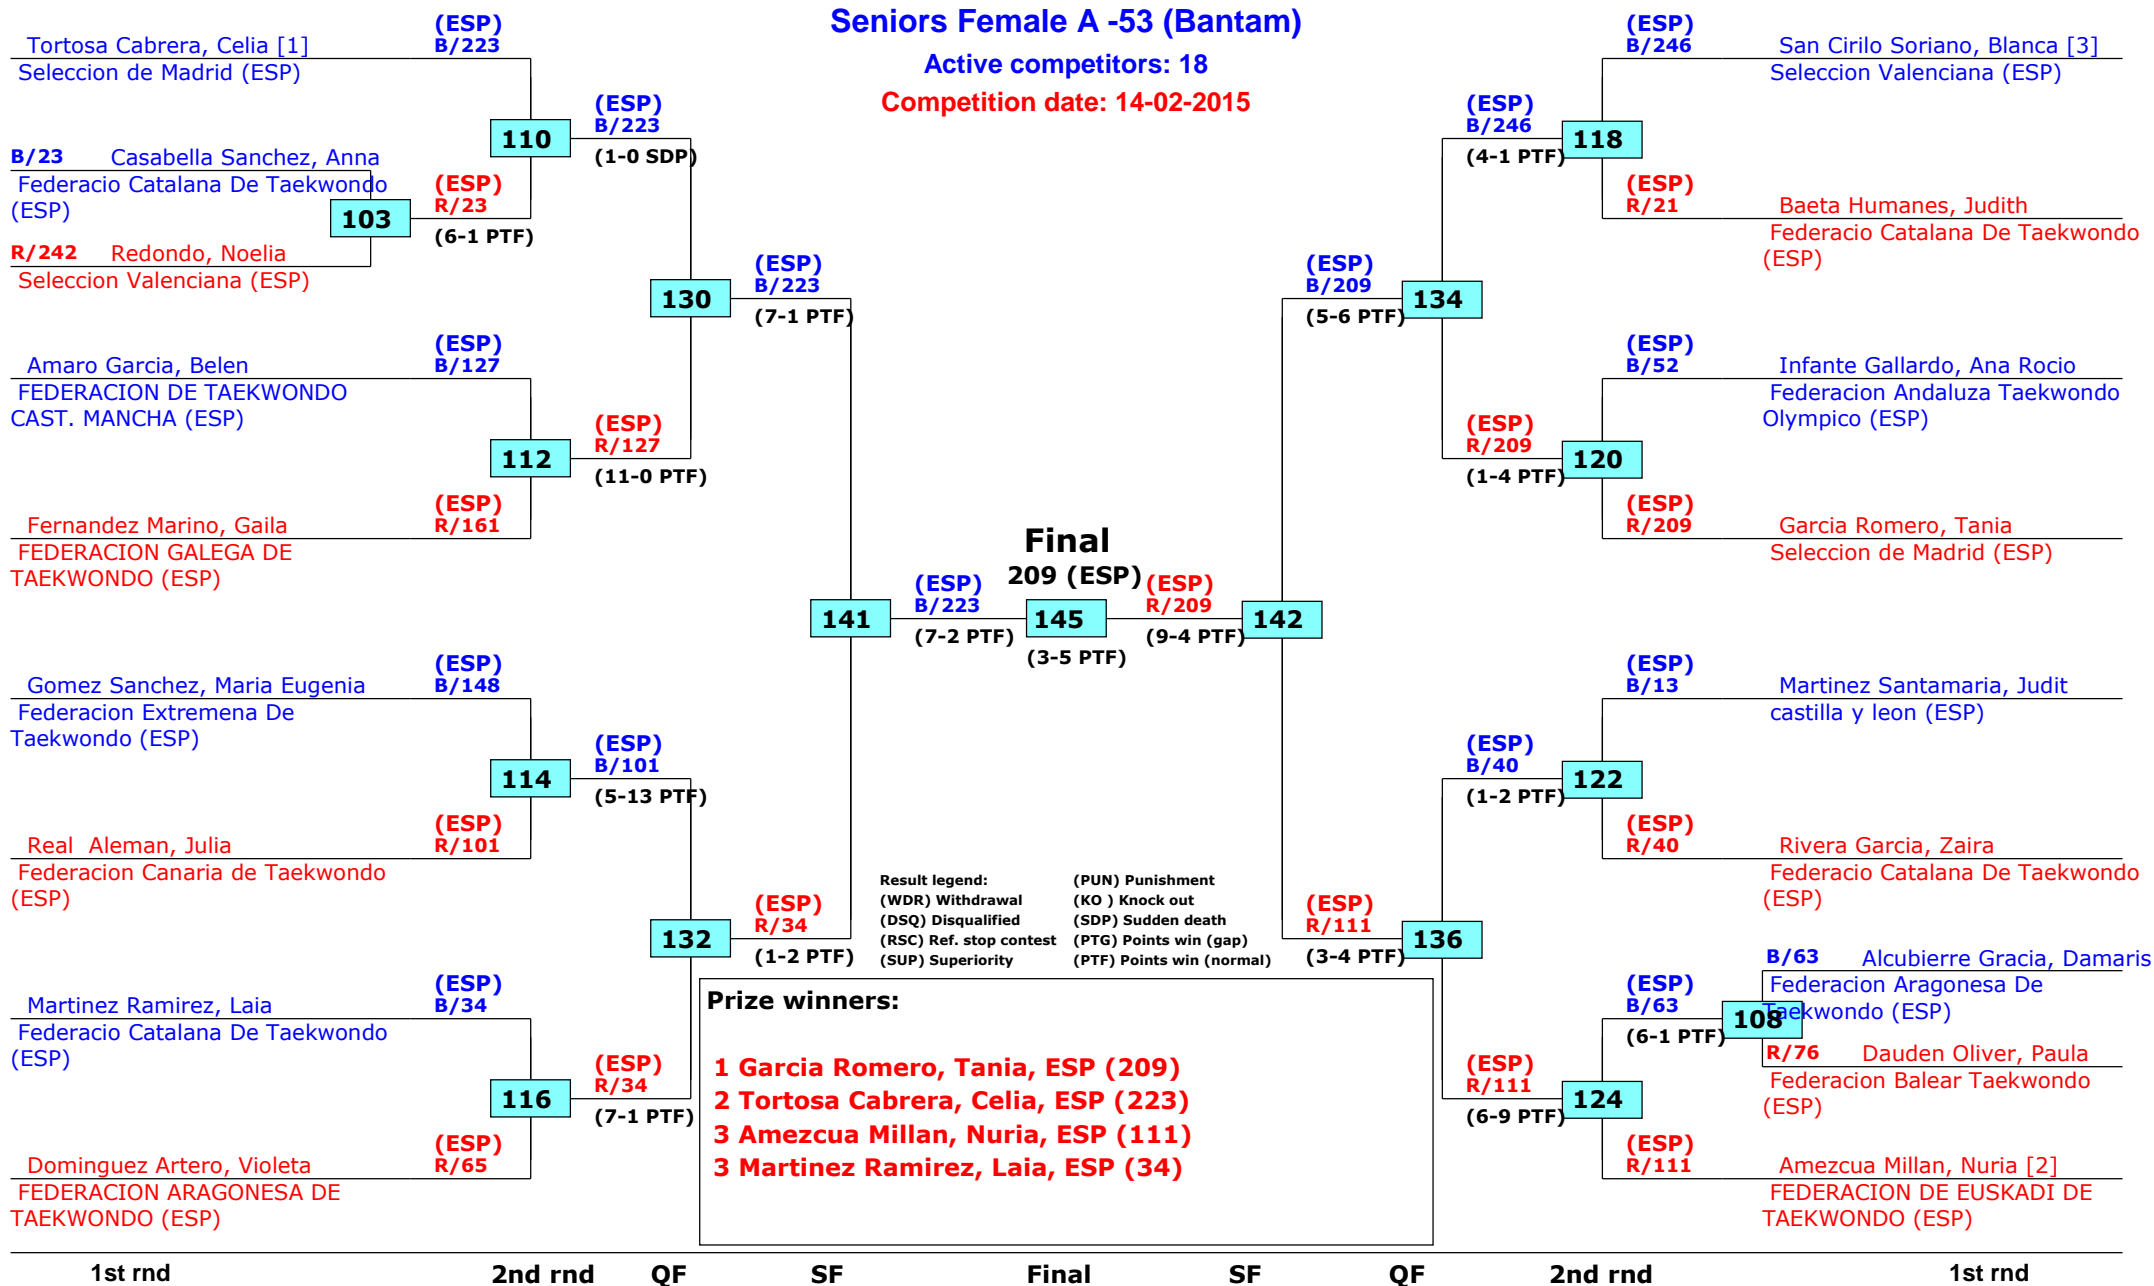 Seniors Female A -53 (Bantam)
Active competitors: 18
Competition date: 14-02-2015
Tortosa Cabrera, Celia [1]
Seleccion de Madrid (ESP)
(ESP)
B/223
B/23 Casabella Sanchez, Anna
Federacio Catalana De Taekwondo
(ESP)
R/242 Redondo, Noelia
Seleccion Valenciana (ESP)
103
(ESP)
R/23
(6-1 PTF)
110
(ESP)
B/223
(1-0 SDP)
Amaro Garcia, Belen
FEDERACION DE TAEKWONDO
CAST. MANCHA (ESP)
(ESP)
B/127
Fernandez Marino, Gaila
FEDERACION GALEGA DE
TAEKWONDO (ESP)
(ESP)
R/161
112
(ESP)
R/127
(11-0 PTF)
130
(ESP)
B/223
(7-1 PTF)
Gomez Sanchez, Maria Eugenia
Federacion Extremena De
Taekwondo (ESP)
(ESP)
B/148
Real  Aleman, Julia
Federacion Canaria de Taekwondo
(ESP)
(ESP)
R/101
114
(ESP)
B/101
(5-13 PTF)
Martinez Ramirez, Laia
Federacio Catalana De Taekwondo
(ESP)
(ESP)
B/34
Dominguez Artero, Violeta
FEDERACION ARAGONESA DE
TAEKWONDO (ESP)
(ESP)
R/65
116
(ESP)
R/34
(7-1 PTF)
132
(ESP)
R/34
(1-2 PTF)
141
(ESP)
B/223
(7-2 PTF)
Final
209 (ESP)
145
(3-5 PTF)
(ESP)
R/209
(9-4 PTF)
142
(ESP)
B/209
(5-6 PTF)
134
(ESP)
B/246
(4-1 PTF)
118
(ESP)
B/246
San Cirilo Soriano, Blanca [3]
Seleccion Valenciana (ESP)
(ESP)
R/21
Baeta Humanes, Judith
Federacio Catalana De Taekwondo
(ESP)
(ESP)
R/209
(1-4 PTF)
120
(ESP)
B/52
Infante Gallardo, Ana Rocio
Federacion Andaluza Taekwondo
Olympico (ESP)
(ESP)
R/209
Garcia Romero, Tania
Seleccion de Madrid (ESP)
(ESP)
R/111
(3-4 PTF)
136
(ESP)
B/40
(1-2 PTF)
122
(ESP)
B/13
Martinez Santamaria, Judit
castilla y leon (ESP)
(ESP)
R/40
Rivera Garcia, Zaira
Federacio Catalana De Taekwondo
(ESP)
(ESP)
R/111
(6-9 PTF)
124
(ESP)
B/63
(6-1 PTF)
108
B/63 Alcubierre Gracia, Damaris
Federacion Aragonesa De
Taekwondo (ESP)
R/76 Dauden Oliver, Paula
Federacion Balear Taekwondo
(ESP)
(ESP)
R/111
Amezcua Millan, Nuria [2]
FEDERACION DE EUSKADI DE
TAEKWONDO (ESP)
Result legend: (PUN) Punishment
(WDR) Withdrawal (KO ) Knock out
(DSQ) Disqualified (SDP) Sudden death
(RSC) Ref. stop contest (PTG) Points win (gap)
(SUP) Superiority (PTF) Points win (normal)
Prize winners:
1 Garcia Romero, Tania, ESP (209)
2 Tortosa Cabrera, Celia, ESP (223)
3 Amezcua Millan, Nuria, ESP (111)
3 Martinez Ramirez, Laia, ESP (34)
1st rnd 2nd rnd QF SF Final SF QF 2nd rnd 1st rnd